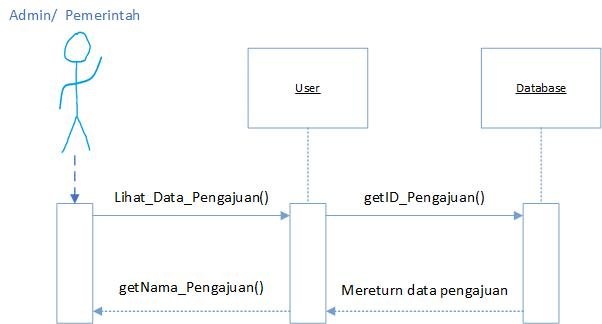 Admin/ Pemerintah
User
Database
Lihat_Data_Pengajuan()
getID_Pengajuan()
getNama_Pengajuan()
Mereturn data pengajuan